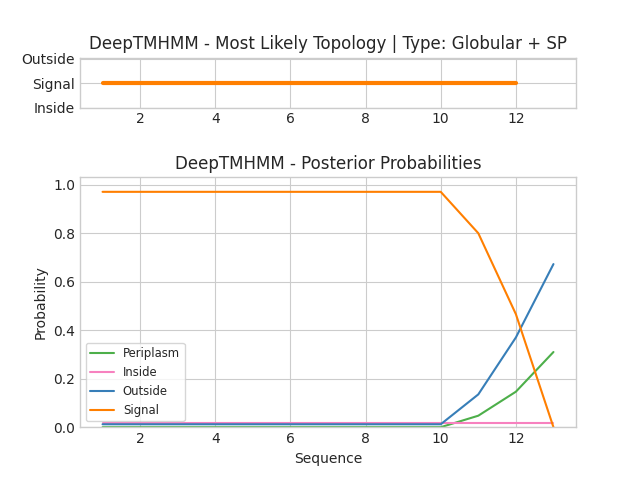 DeepTMHMM - Most Likely Topology | Type: Globular + SP
Outside
Signal
Inside
2 4 6 8 10 12
DeepTMHMM - Posterior Probabilities
1.0
0.8
0.6
0.4
0.2
0.0
Probability
Periplasm
Inside
Outside
Signal
2 4 6 8 10 12
Sequence